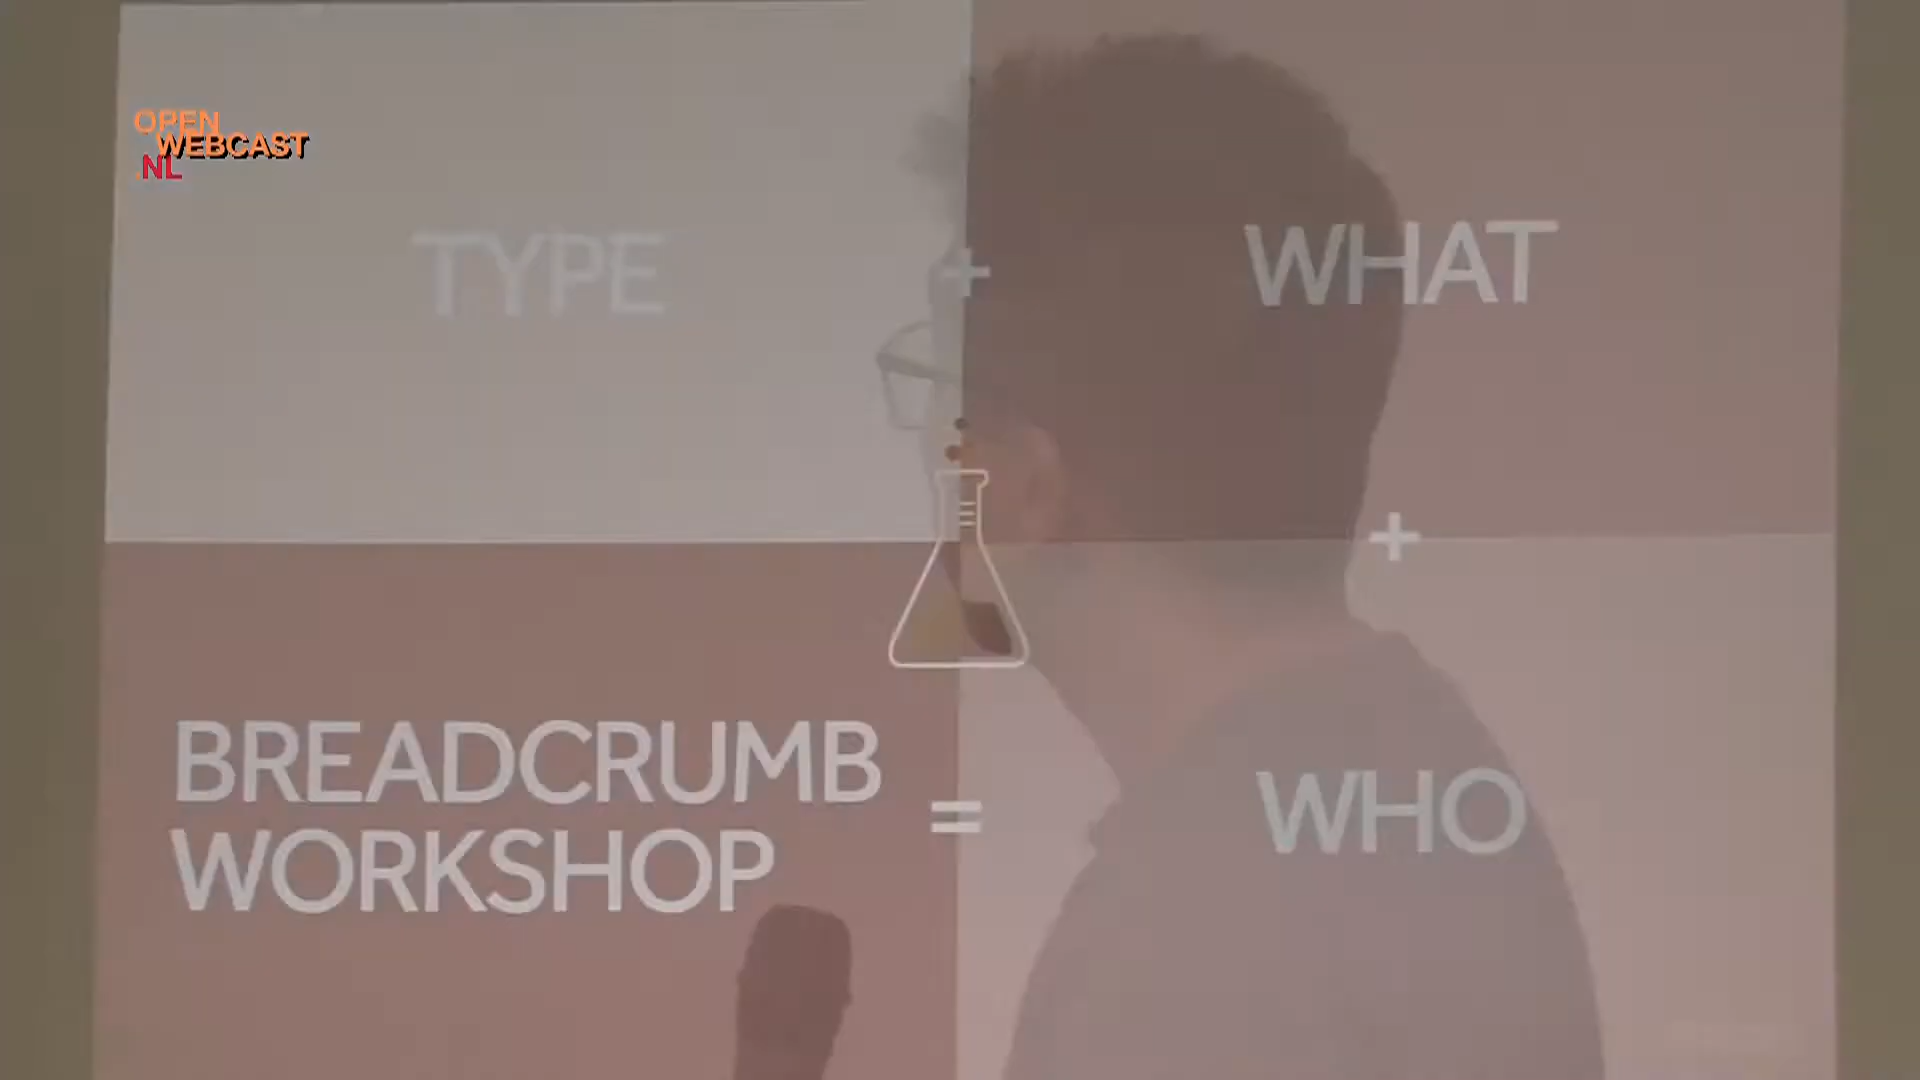 OPEN
WEBCAST
.NL
TYPE
+
WHAT
+
BREADCRUMB
WORKSHOP
=
WHO